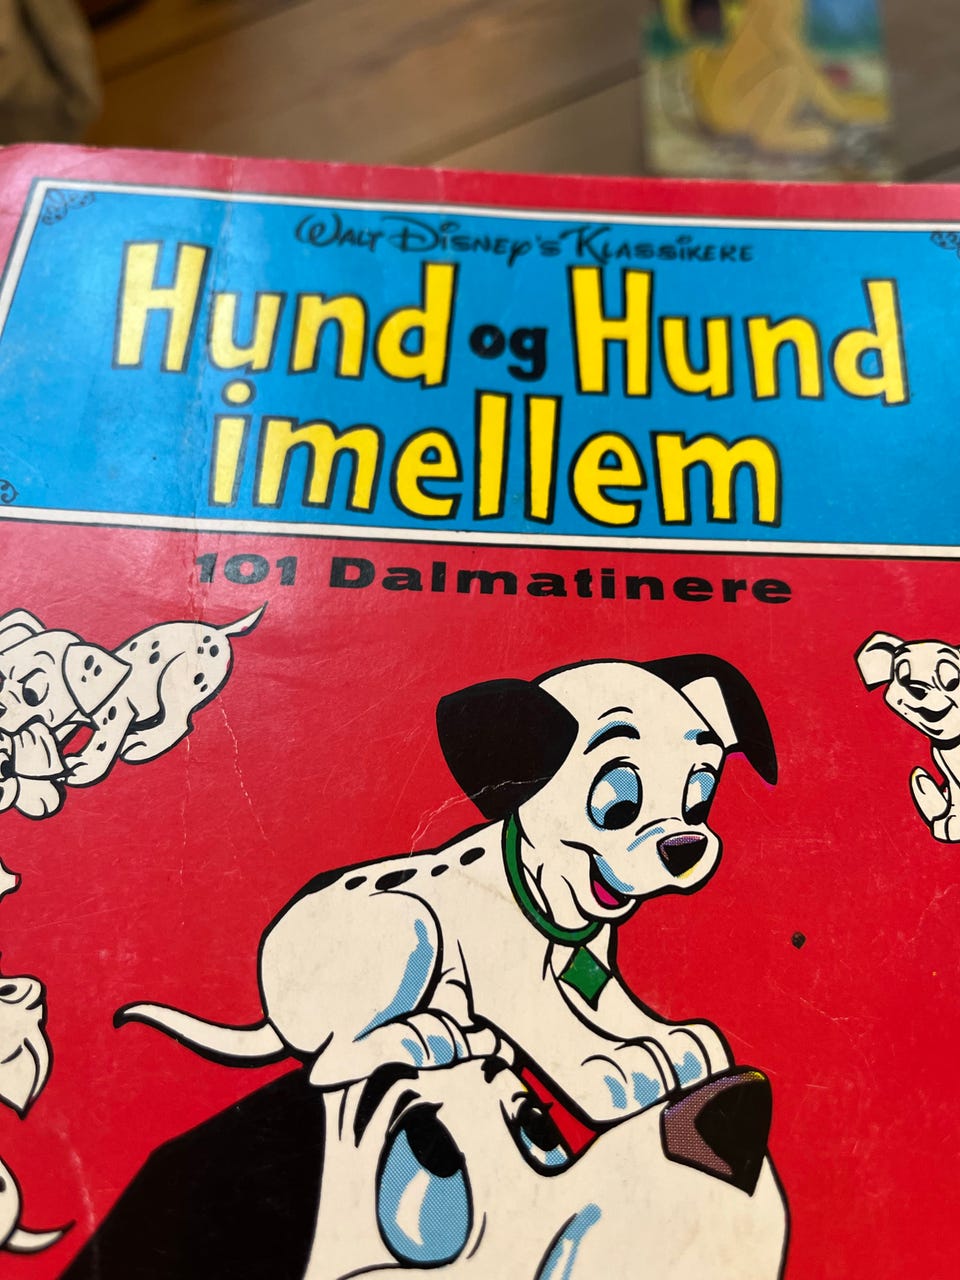 Walt Disney's Klassikere
Hund og Hund
imellem
101 Dalmatinere